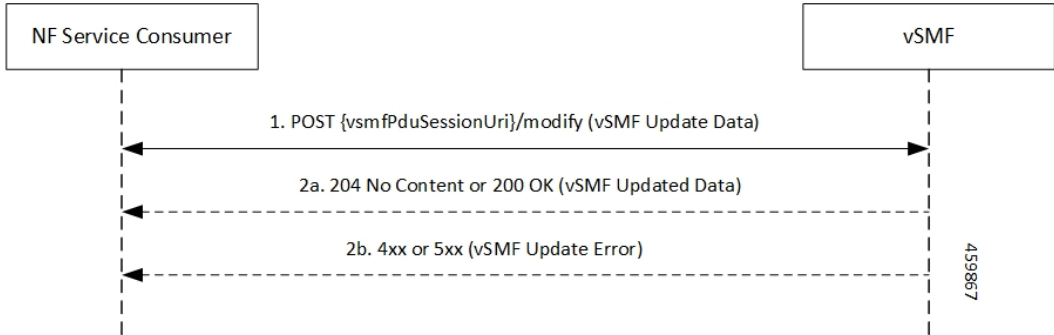 NF Service Consumer
vSMF
1. POST {vsmfPduSessionUri}/modify (vSMF Update Data)
2a. 204 No Content or 200 OK (vSMF Updated Data)
2b. 4xx or 5xx (vSMF Update Error)
459867